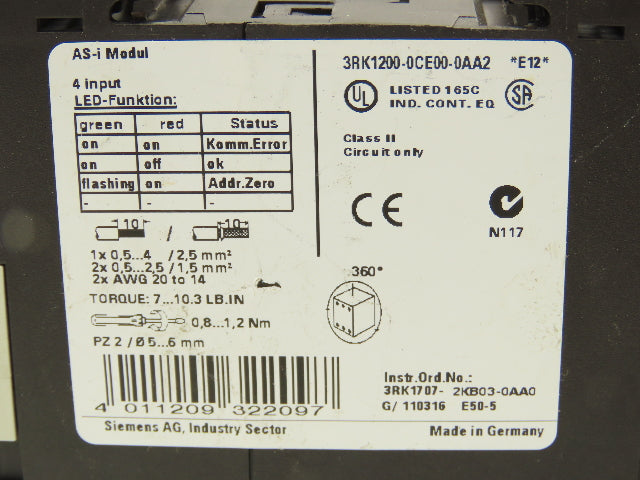 AS-i Modul
4 input
LED-Funktion:
green red Status
on on Komm.Error
on off ok
flashing on Addr.Zero
- - -
10 / 10
1x 0,5...4 / 2,5 mm²
2x 0,5...2,5 / 1,5 mm²
2x AWG 20 to 14
TORQUE: 7...10.3 LB.IN
0,8...1,2 Nm
PZ 2 / Ø 5...6 mm
4 011209 322097
Siemens AG, Industry Sector
3RK1200-0CE00-0AA2 *E12*
UL LISTED 165C
IND. CONT. EQ
SA
Class II
Circuit only
CE
N117
360°
Instr.Ord.No.:
3RK1707- 2KB03-0AA0
G/ 110316 E50-5
Made in Germany